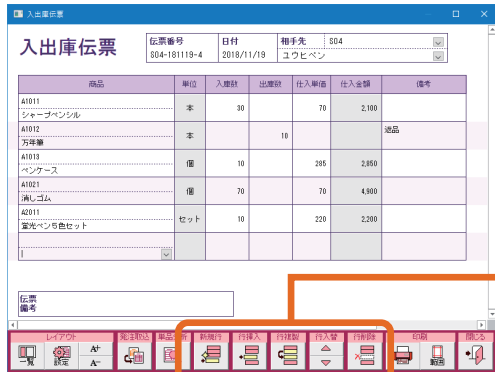 入出庫伝票
入出庫伝票
伝票番号 日付 相手先 S04
S04-181119-4 2018/11/19 ユウヒペン
商品 単位 入庫数 出庫数 仕入単価 仕入金額 備考
A1011
シャープペンシル 本 30 70 2,100
A1012
万年筆 本 10 返品
A1013
ペンケース 個 10 285 2,850
A1021
消しゴム 個 70 70 4,900
A2011
蛍光ペン5色セット セット 10 220 2,200
伝票
備考
レイアウト 発注取込 新規行 行挿入 行複製 行入替 行削除 印刷 閉じる
一覧 設定 A+ 範囲
A-